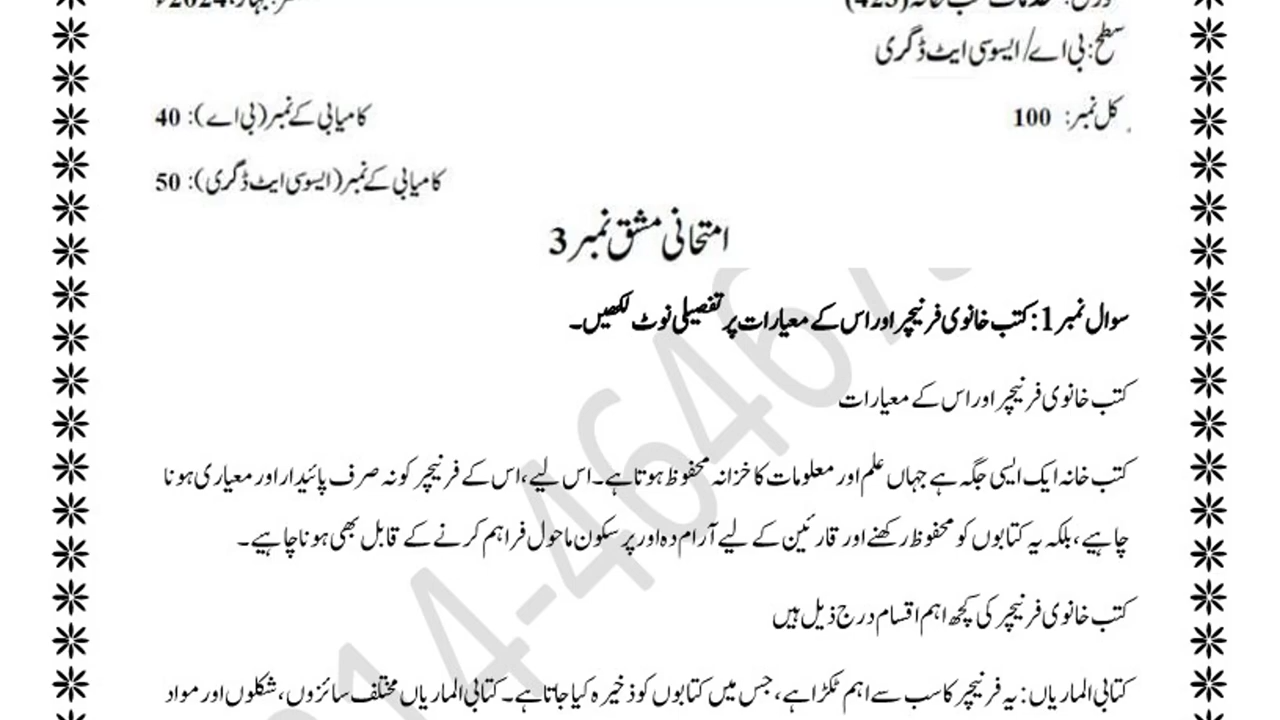 سطح: بی اے/ ایسوسی ایٹ ڈگری
کل نمبر: 100
کامیابی کے نمبر (بی اے): 40
کامیابی کے نمبر (ایسوسی ایٹ ڈگری): 50
امتحانی مشق نمبر 3
سوال نمبر 1: کتب خانوی فرنیچر اور اس کے معیارات پر تفصیلی نوٹ لکھیں۔
کتب خانوی فرنیچر اور اس کے معیارات
کتب خانہ ایک ایسی جگہ ہے جہاں علم اور معلومات کا خزانہ محفوظ ہوتا ہے۔ اس لیے، اس کے فرنیچر کو نہ صرف پائیدار اور معیاری ہونا
چاہیے، بلکہ یہ کتابوں کو محفوظ رکھنے اور قارئین کے لیے آرام دہ اور پر سکون ماحول فراہم کرنے کے قابل بھی ہونا چاہیے۔
کتب خانوی فرنیچر کی کچھ اہم اقسام درج ذیل ہیں
کتابی الماریاں: یہ فرنیچر کا سب سے اہم ٹکڑا ہے، جس میں کتابوں کو ذخیرہ کیا جاتا ہے۔ کتابی الماریاں مختلف سائزوں، شکلوں اور مواد